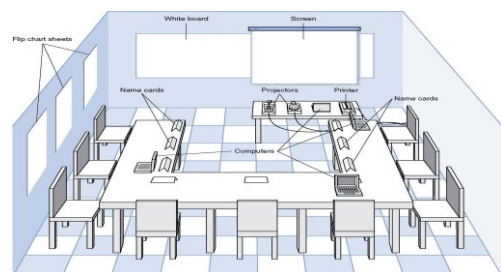 White board
Screen
Flip chart sheets
Name cards
Projectors
Printer
Name cards
Computers